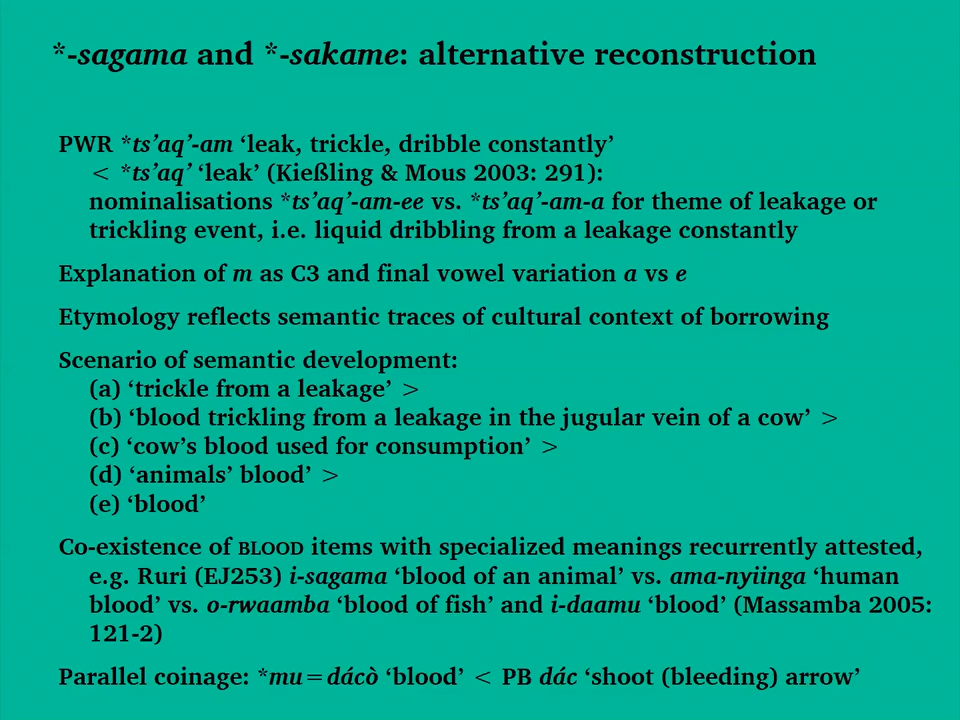 *-sagama and *-sakame: alternative reconstruction
PWR *ts’aq’-am ‘leak, trickle, dribble constantly’
< *ts’aq’ ‘leak’ (Kießling & Mous 2003: 291):
nominalisations *ts’aq’-am-ee vs. *ts’aq’-am-a for theme of leakage or
trickling event, i.e. liquid dribbling from a leakage constantly
Explanation of m as C3 and final vowel variation a vs e
Etymology reflects semantic traces of cultural context of borrowing
Scenario of semantic development:
(a) ‘trickle from a leakage’ >
(b) ‘blood trickling from a leakage in the jugular vein of a cow’ >
(c) ‘cow’s blood used for consumption’ >
(d) ‘animals’ blood’ >
(e) ‘blood’
Co-existence of BLOOD items with specialized meanings recurrently attested,
e.g. Ruri (EJ253) i-sagama ‘blood of an animal’ vs. ama-nyiinga ‘human
blood’ vs. o-rwaamba ‘blood of fish’ and i-daamu ‘blood’ (Massamba 2005:
121-2)
Parallel coinage: *mu=dácò ‘blood’ < PB dác ‘shoot (bleeding) arrow’